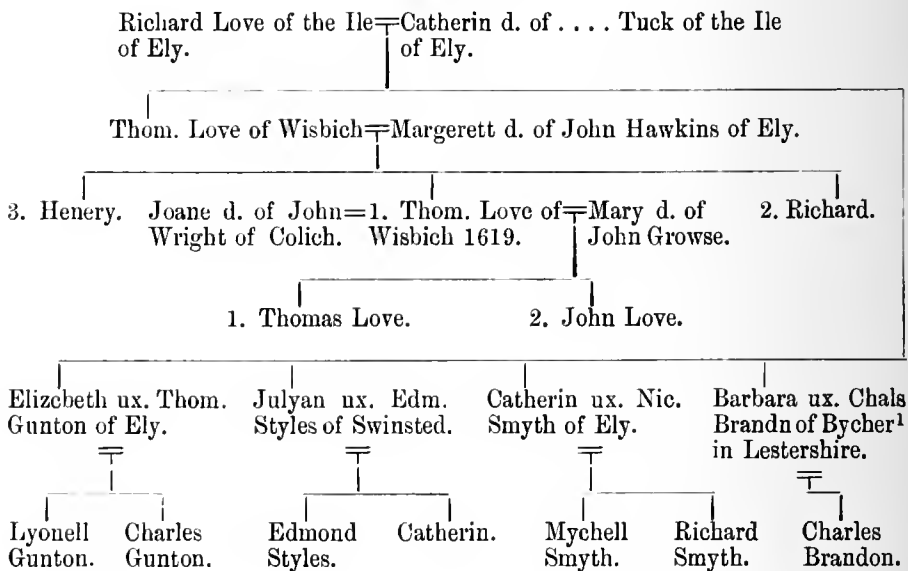 Richard Love of the Ile=Catherin d. of .... Tuck of the Ile
of Ely. of Ely.
Thom. Love of Wisbich=Margerett d. of John Hawkins of Ely.
3. Henery. Joane d. of John=1. Thom. Love of=Mary d. of 2. Richard.
Wright of Colich. Wisbich 1619. John Growse.
1. Thomas Love. 2. John Love.
Elizcbeth ux. Thom. Julyan ux. Edm. Catherin ux. Nic. Barbara ux. Chals
Gunton of Ely. Styles of Swinsted. Smyth of Ely. Brandn of Bycher¹
in Lestershire.
Lyonell Charles Edmond Catherin. Mychell Richard Charles
Gunton. Gunton. Styles. Smyth. Smyth. Brandon.